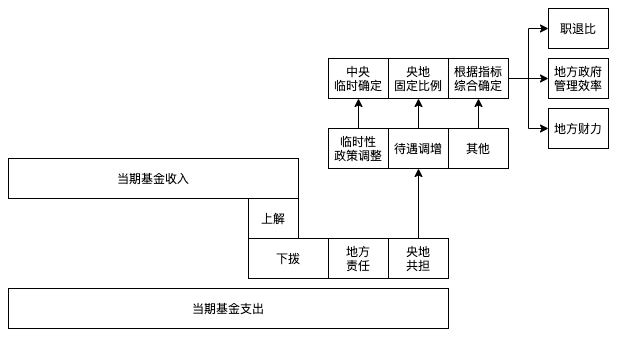 职退比
中央
临时确定
央地
固定比例
根据指标
综合确定
地方政府
管理效率
地方财力
临时性
政策调整
待遇调增
其他
当期基金收入
上解
下拨
地方
责任
央地
共担
当期基金支出